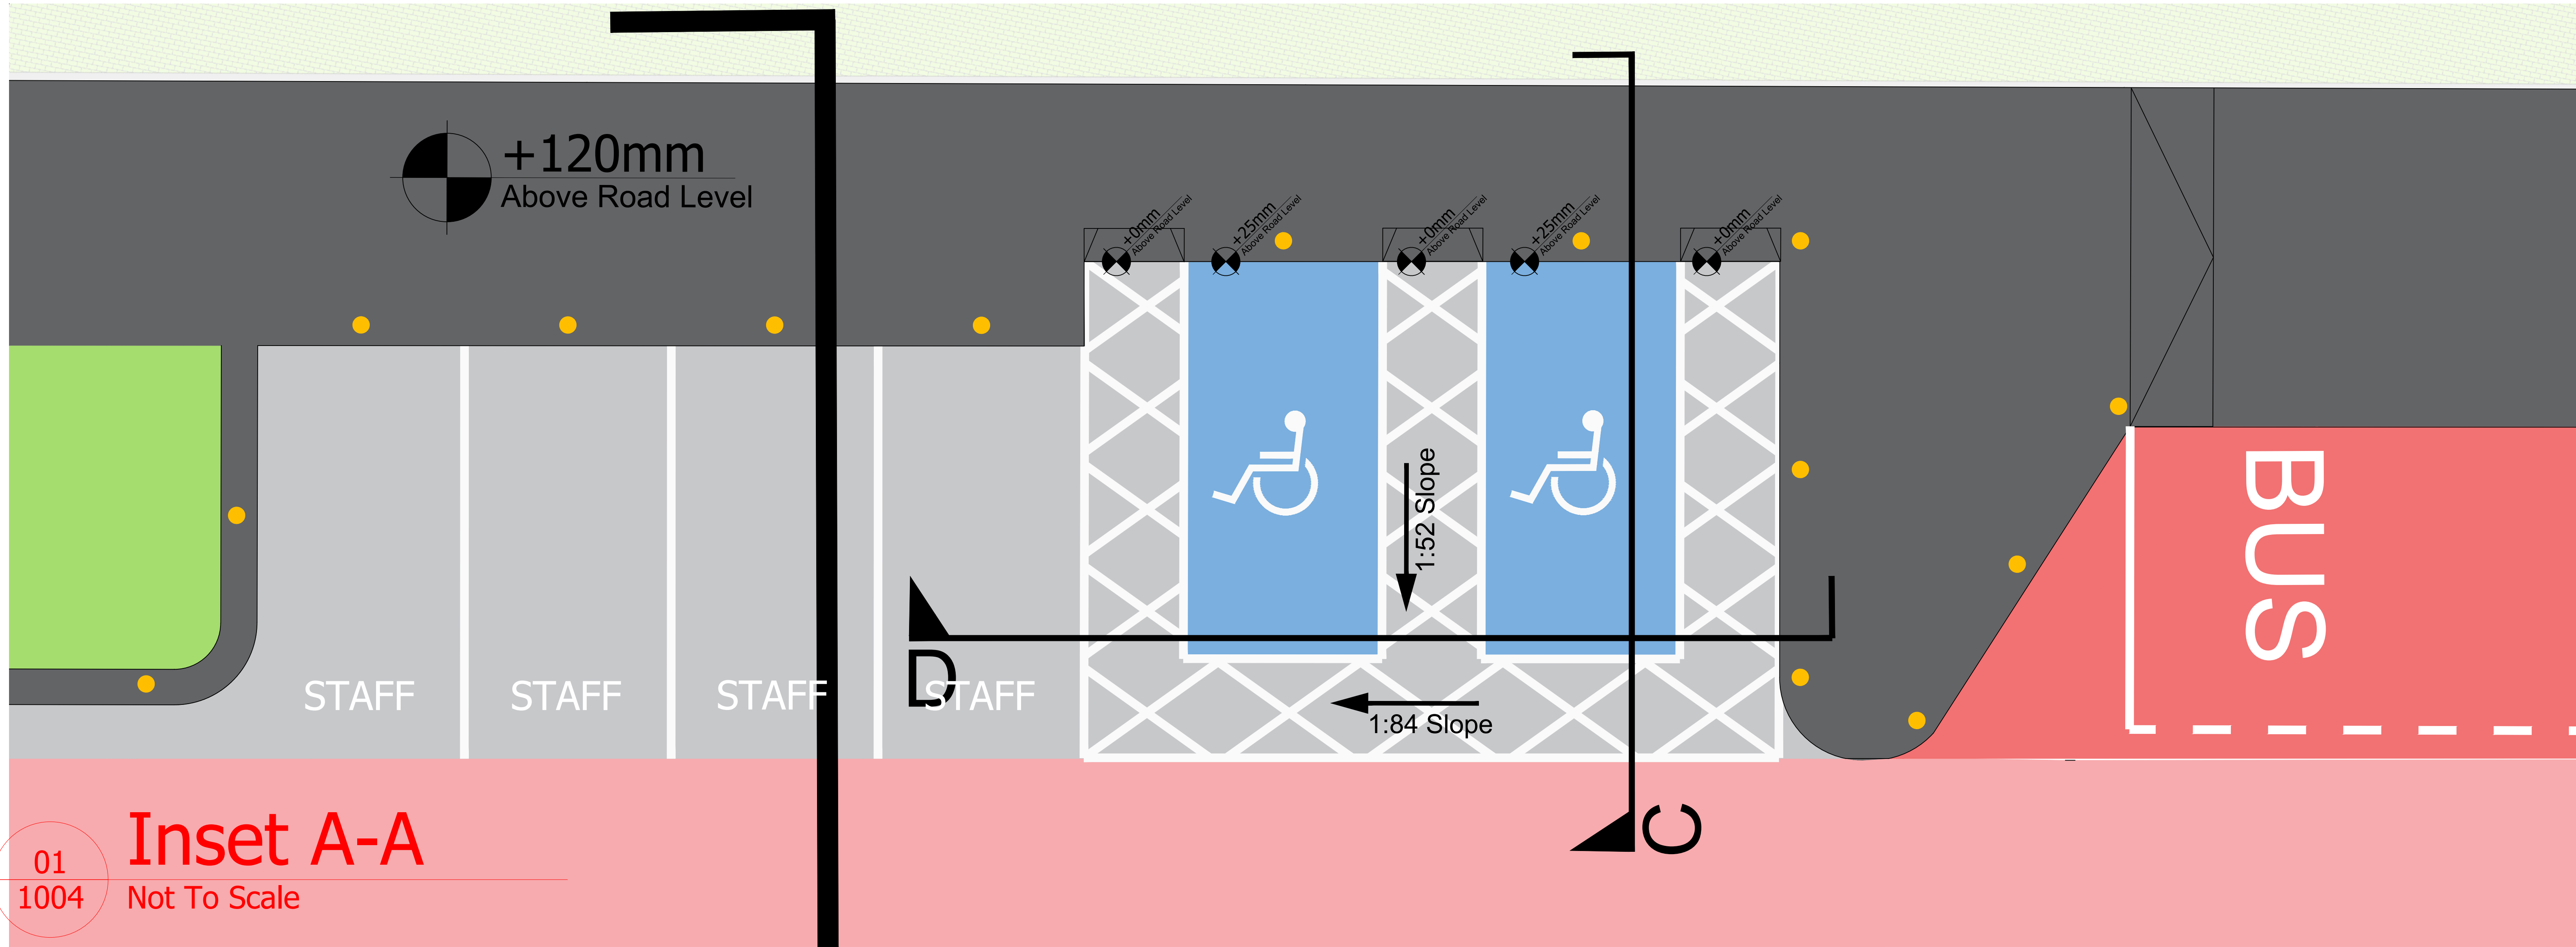 +120mm
Above Road Level
+0mm
Above Road Level
+25mm
Above Road Level
+0mm
Above Road Level
+25mm
Above Road Level
+0mm
Above Road Level
1:52 Slope
BUS
D
STAFF
STAFF
STAFF
STAFF
1:84 Slope
C
01
1004
Inset A-A
Not To Scale